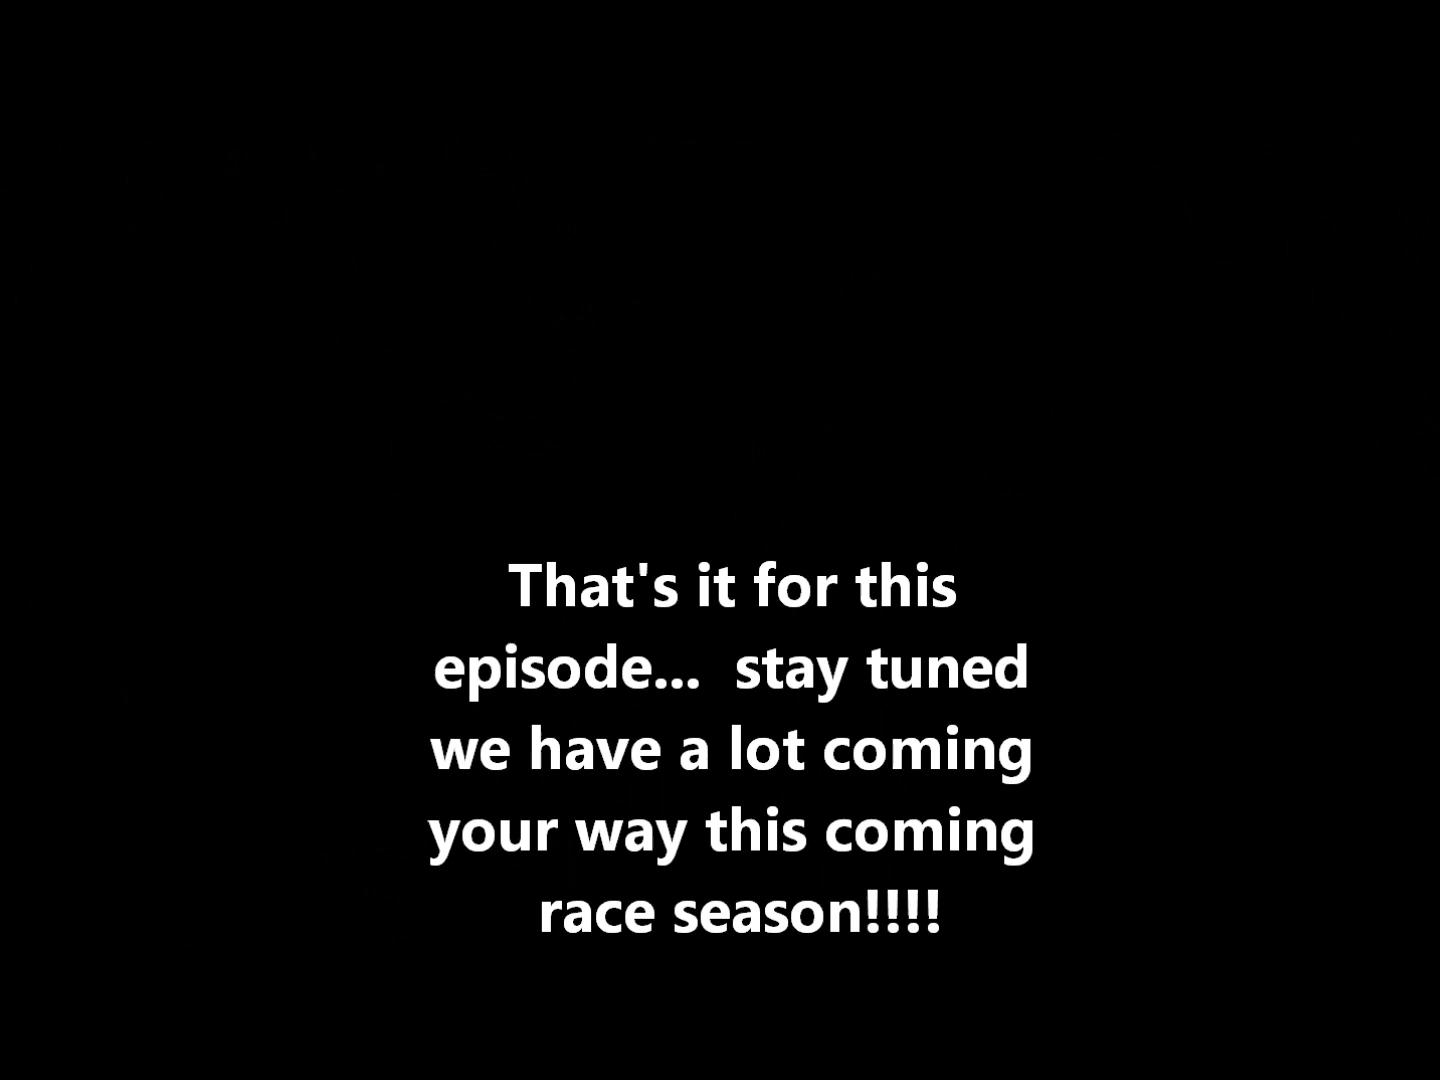 That's it for this
episode...  stay tuned
we have a lot coming
your way this coming
race season!!!!